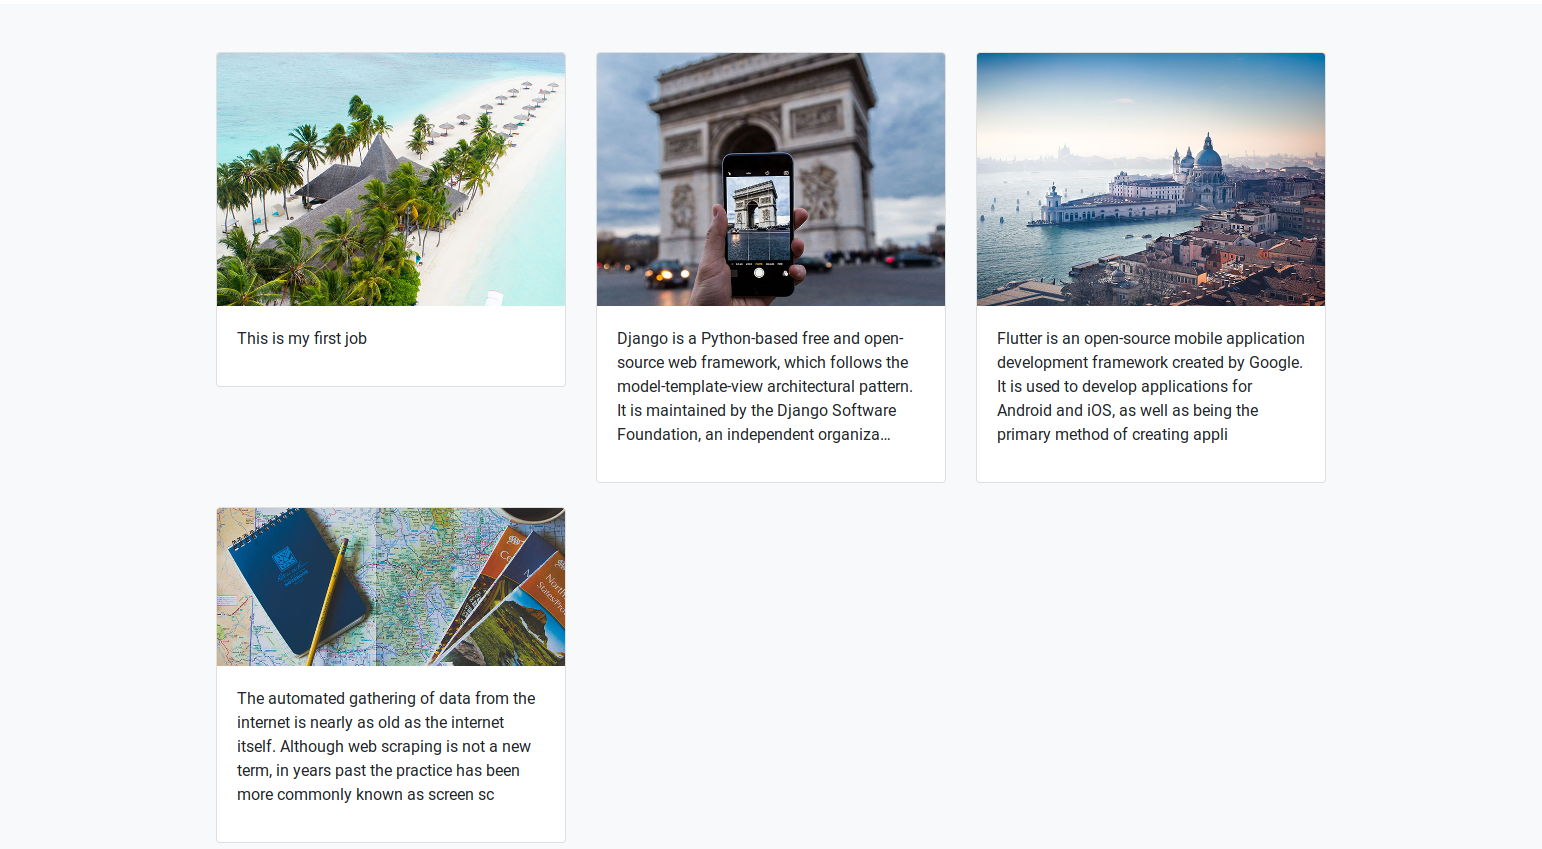 This is my first job
Django is a Python-based free and open-
source web framework, which follows the
model-template-view architectural pattern.
It is maintained by the Django Software
Foundation, an independent organiza...
Flutter is an open-source mobile application
development framework created by Google.
It is used to develop applications for
Android and iOS, as well as being the
primary method of creating appli
The automated gathering of data from the
internet is nearly as old as the internet
itself. Although web scraping is not a new
term, in years past the practice has been
more commonly known as screen sc